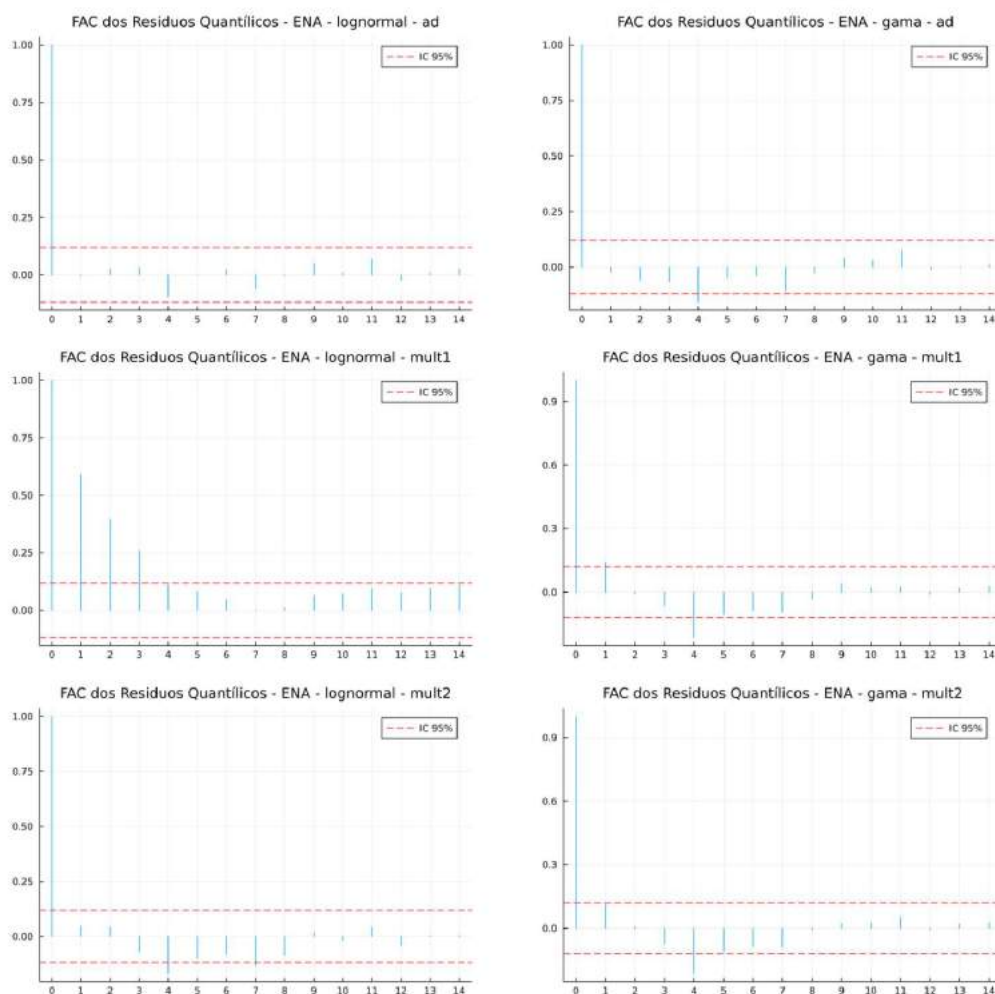 FAC dos Residuos Quantílicos - ENA - lognormal - ad
IC 95%
1.00
0.75
0.50
0.25
0.00
0 1 2 3 4 5 6 7 8 9 10 11 12 13 14
FAC dos Residuos Quantílicos - ENA - gama - ad
IC 95%
1.00
0.75
0.50
0.25
0.00
0 1 2 3 4 5 6 7 8 9 10 11 12 13 14
FAC dos Residuos Quantílicos - ENA - lognormal - mult1
IC 95%
1.00
0.75
0.50
0.25
0.00
0 1 2 3 4 5 6 7 8 9 10 11 12 13 14
FAC dos Residuos Quantílicos - ENA - gama - mult1
IC 95%
0.9
0.6
0.3
0.0
0 1 2 3 4 5 6 7 8 9 10 11 12 13 14
FAC dos Residuos Quantílicos - ENA - lognormal - mult2
IC 95%
1.00
0.75
0.50
0.25
0.00
0 1 2 3 4 5 6 7 8 9 10 11 12 13 14
FAC dos Residuos Quantílicos - ENA - gama - mult2
IC 95%
0.9
0.6
0.3
0.0
0 1 2 3 4 5 6 7 8 9 10 11 12 13 14